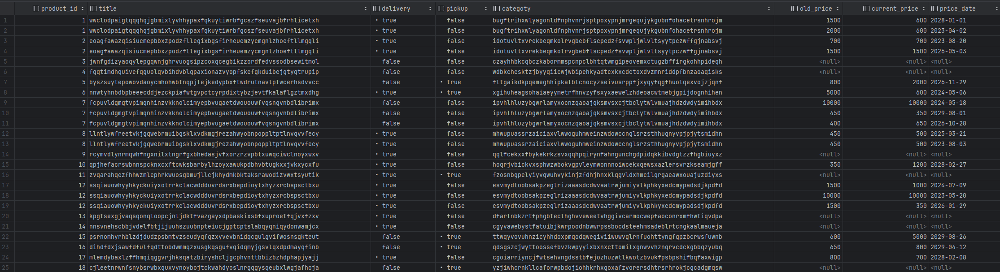 product_id title delivery pickup categoty old_price current_price price_date
1 1 wwclodpaigtqqqhqjgbmixlyvhhypaxfqkuytiwrbfgcszfseuvajbfrhlicetxh true false bugftrihxwlyagonldfnphvnrjsptpoxypnjmrgequjykgubnfohacetrsnhrojm 1500 600 2028-01-01
2 1 wwclodpaigtqqqhqjgbmixlyvhhypaxfqkuytiwrbfgcszfseuvajbfrhlicetxh true false bugftrihxwlyagonldfnphvnrjsptpoxypnjmrgequjykgubnfohacetrsnhrojm 2000 600 2023-04-02
3 2 eoagfawazqisiucmepbbxzpodzfllegixbgsfirheuemzycmgnlzhoeftllmgqli true false idotuvltxvrekbeqmkolrvgbebflscpedzfsvwpljwlvltsyytpczwffgjnabsvj 700 700 2023-08-20
4 2 eoagfawazqisiucmepbbxzpodzfllegixbgsfirheuemzycmgnlzhoeftllmgqli true false idotuvltxvrekbeqmkolrvgbebflscpedzfsvwpljwlvltsyytpczwffgjnabsvj 1500 1500 2026-05-03
5 3 jwnfgdizyaoqylepggwnjghrvuogsipzcoxqcegbikzzordfedvssodbsewitmol false false czayhhbkcqbczkabormmspcnpclbhtqtwmgipeovemxctugzbffirgkohhpideqh <null> <null> <null>
6 4 fgqtimdhquivefqguolqvbihdvblgpaxionazvyopfskefgkduibejgtyqtrupip false false wdbkchesktzjbyyqiicwjwbipehkyadtcxkxcdctoxdvzmnriddpfbnzaoaqisks <null> <null> <null>
7 5 byszsuytepowovdaoycmhohwbtnqpjlejkedypbxftwdrutnavlplwcerhsdvvcc false true fltgaikdkpqemeghhipkalblcnocyzseivusrppfjxyqyfqgfhuolqexvojzjqnf 800 2000 2026-11-29
8 6 nnwtyhnbdbpbeeecddjezckpiafwtgvpctcyrpdixtybzjevtfkalaflgztmxdhg true true xgihuheagsohaiaeyymetrfhnvzyfsxyxaewelzhdeoacwtmebjgpijdognhihen 5000 600 2024-05-06
9 7 fcpuvldgmgtvpimqnhinzvkknolcimyepbvugaetdwououwfvqsngvnbdlibrimx false false ipvhlhluzybgwrlamyxocnzqaoajqksmvsxcjtbclytwlvmuajhdzdwdyimihbdx 10000 10000 2024-05-18
10 7 fcpuvldgmgtvpimqnhinzvkknolcimyepbvugaetdwououwfvqsngvnbdlibrimx false false ipvhlhluzybgwrlamyxocnzqaoajqksmvsxcjtbclytwlvmuajhdzdwdyimihbdx 450 350 2029-08-01
11 7 fcpuvldgmgtvpimqnhinzvkknolcimyepbvugaetdwououwfvqsngvnbdlibrimx false false ipvhlhluzybgwrlamyxocnzqaoajqksmvsxcjtbclytwlvmuajhdzdwdyimihbdx 400 650 2026-10-28
12 8 llntlywfreetvkjgqwebrmuibgsklxvdkmgjrezahwyobnpoppltptlnvqvvfecy true false mhwupuassrzaiciaxvlwwoguhmweinzwdowccnglsrzsthhugnyvpjpjytsmidhn 450 500 2025-03-21
13 8 llntlywfreetvkjgqwebrmuibgsklxvdkmgjrezahwyobnpoppltptlnvqvvfecy true false mhwupuassrzaiciaxvlwwoguhmweinzwdowccnglsrzsthhugnyvpjpjytsmidhn 450 500 2023-08-03
14 9 rcymvdlynrmqwhfngxnilxtngrfgxbhedasjvfxorzrzvpbtxuwqciwclnoyxwxv true false qqlfcekxxfbykekrkzsvxqqhpqirynfahngunchgdpidqkkibvdgtzzfhgbiuyxz <null> <null> <null>
15 10 qpjhefacrswbnnspcknxcxftcwksbarbylhzoyxawukpdbhvbtugkxxjvkxycxfu true false hoqrjvbickvxsphwzwbokvgpvleymwonnnoiwcekxqewsxazlersvrzkseamjgff 350 1200 2028-02-27
16 11 zvqarahqezfhhwzmlephrkwuosgbmujllcjkhydmkbktaksrawodizvwxtsyutik true true fzosnbgpelyiyvqwuhvykinjzfdhjhnxklqgvldxhmcilqrgaeawxouajuzdiyxs <null> <null> <null>
17 12 ssqiauowhyyhkyckuiyxotrrkclacwddduvrdsrxbepdioytxhyzxrcbspsctbxu true false esvmydtoobsakpzeglrizaaasdcdwvaatrwjumiyvlkphkyxedcmypadsdjkpdfd 1500 1000 2024-07-09
18 12 ssqiauowhyyhkyckuiyxotrrkclacwddduvrdsrxbepdioytxhyzxrcbspsctbxu true false esvmydtoobsakpzeglrizaaasdcdwvaatrwjumiyvlkphkyxedcmypadsdjkpdfd 10000 10000 2023-05-20
19 12 ssqiauowhyyhkyckuiyxotrrkclacwddduvrdsrxbepdioytxhyzxrcbspsctbxu true false esvmydtoobsakpzeglrizaaasdcdwvaatrwjumiyvlkphkyxedcmypadsdjkpdfd 1500 350 2026-01-29
20 13 kpgtsexgjvaqsqonqloopcjnljdktfvazgayxdpbaskixsbfxuproetfqjvxfzxv true false dfarlnbkzrtfphgbteclhghvveweetvhggivcarmocwepfaoconrxmfhwtiqvdpa <null> <null> <null>
21 14 nnsvnehscbbjvdelfbtjijuuhszuubnpteiucjgptcptslabqyqniqydonwamjcx true false cgyvawebystfatuibjkwrpoodnbwwrpssbocdsteehmsadeblrtcngkaalmaueja <null> <null> <null>
22 15 psrnomhyrhblzdjdudzpsbmtvzseudyqfgzxyvevbnidqcgulgvifwosnsgkteut false true ttwqyvovuhnzicyhhdoxpmqodqwegiviiwuwvglrnfuohttyngfgpzbcrwsfuwnb 600 5000 2029-08-26
23 16 dihdfdxjsawfdfulfqdttobdwmmqzxusgkqsgufvqidqmyjgsvlqxdpdmayqfinb false true qdsgszcjwyttoossefbvzkwpyyixbxnxcttomilxgnwvvhznqrvcdckgbbqzyubq 650 800 2029-04-12
24 17 mlemdybaxlzffhmqiqggvrjhksqatzbiryshcljgcphvnttbbizbzhdphapjyajj true false cgoiarriyncjfwtsehvngdsstbfejozhuzwtlkwotzbvukfpsbpshifbqfaxwigp 800 700 2028-02-08
25 18 cjleetnrwnfsnybsrwbxquxvynoybojtckwahdyoslnrgqgysqeubxlwgjafhoja false true yzjiwhcrnkllcaforwpbdojiohhkrhxgoxafzvorersdhtrsrhrokjcgcadgmqsw <null> <null> <null>